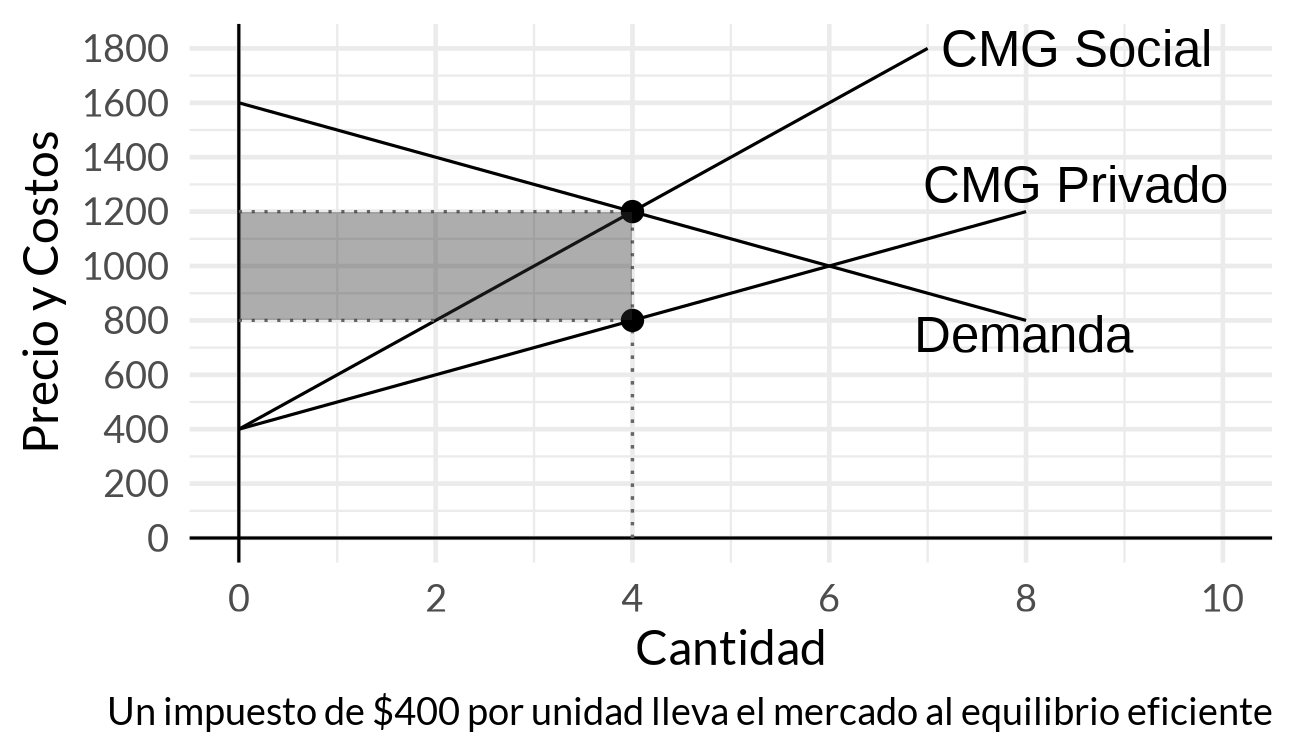 1800
1600
1400
1200
1000
800
600
400
200
0
Precio y Costos
CMG Social
CMG Privado
Demanda
0 2 4 6 8 10
Cantidad
Un impuesto de $400 por unidad lleva el mercado al equilibrio eficiente